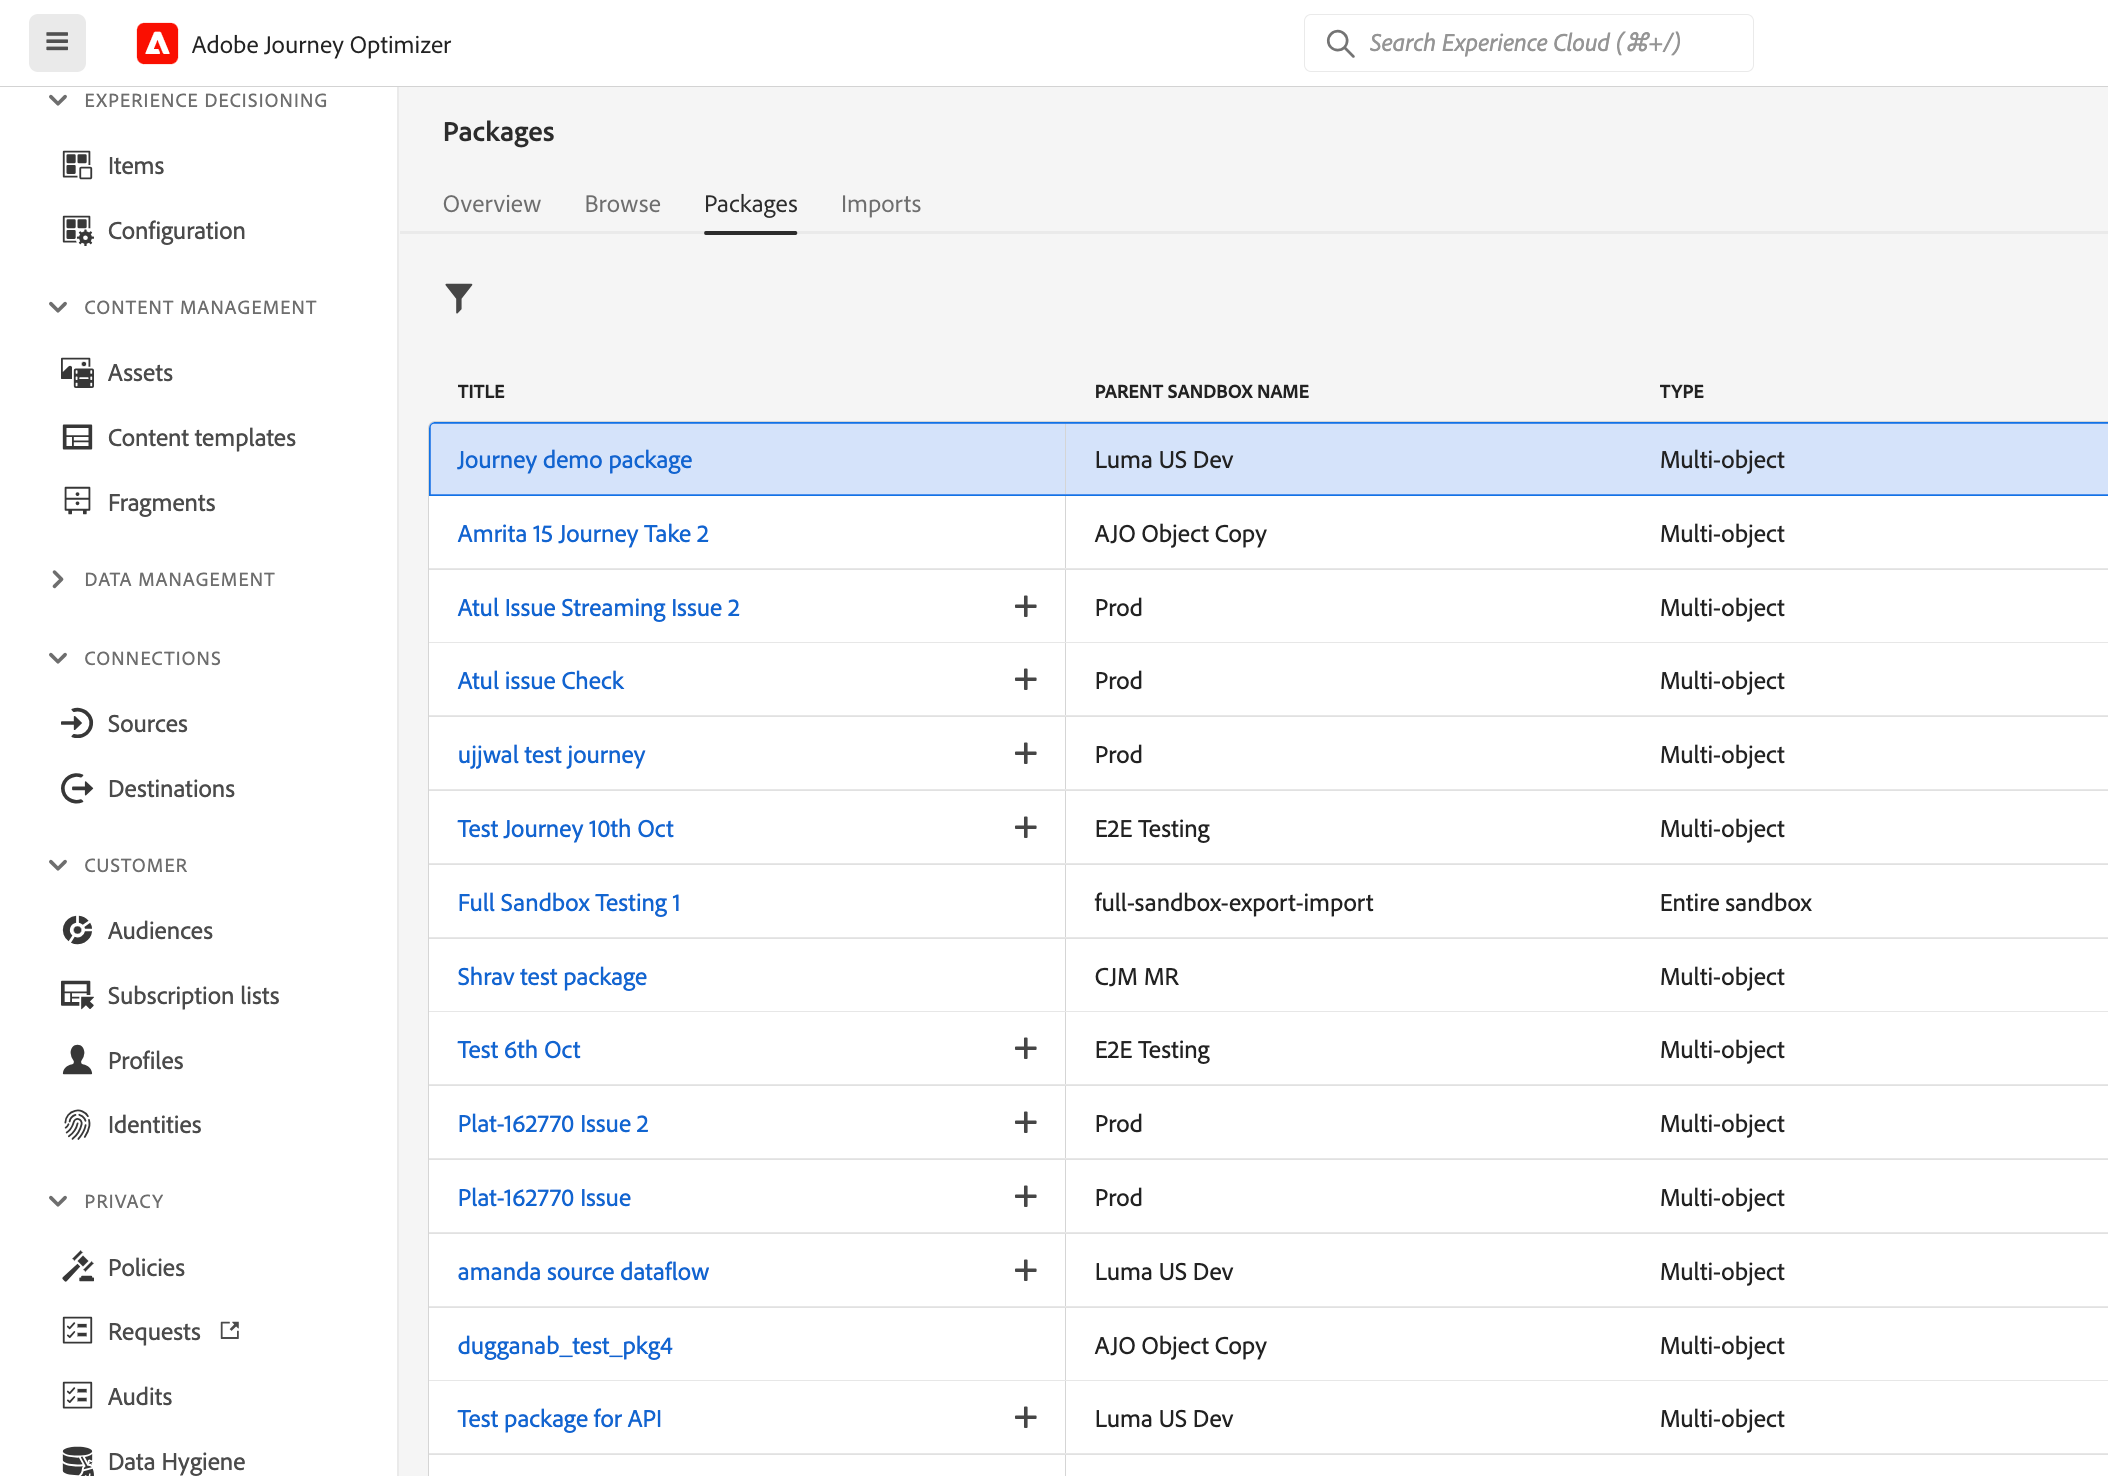 Adobe Journey Optimizer
Search Experience Cloud (⌘+/)
EXPERIENCE DECISIONING
Items
Configuration
CONTENT MANAGEMENT
Assets
Content templates
Fragments
DATA MANAGEMENT
CONNECTIONS
Sources
Destinations
CUSTOMER
Audiences
Subscription lists
Profiles
Identities
PRIVACY
Policies
Requests
Audits
Data Hygiene
Packages
Overview Browse Packages Imports
TITLE PARENT SANDBOX NAME TYPE
Journey demo package Luma US Dev Multi-object
Amrita 15 Journey Take 2 AJO Object Copy Multi-object
Atul Issue Streaming Issue 2 + Prod Multi-object
Atul issue Check + Prod Multi-object
ujjwal test journey + Prod Multi-object
Test Journey 10th Oct + E2E Testing Multi-object
Full Sandbox Testing 1 full-sandbox-export-import Entire sandbox
Shrav test package CJM MR Multi-object
Test 6th Oct + E2E Testing Multi-object
Plat-162770 Issue 2 + Prod Multi-object
Plat-162770 Issue + Prod Multi-object
amanda source dataflow + Luma US Dev Multi-object
dugganab_test_pkg4 AJO Object Copy Multi-object
Test package for API + Luma US Dev Multi-object